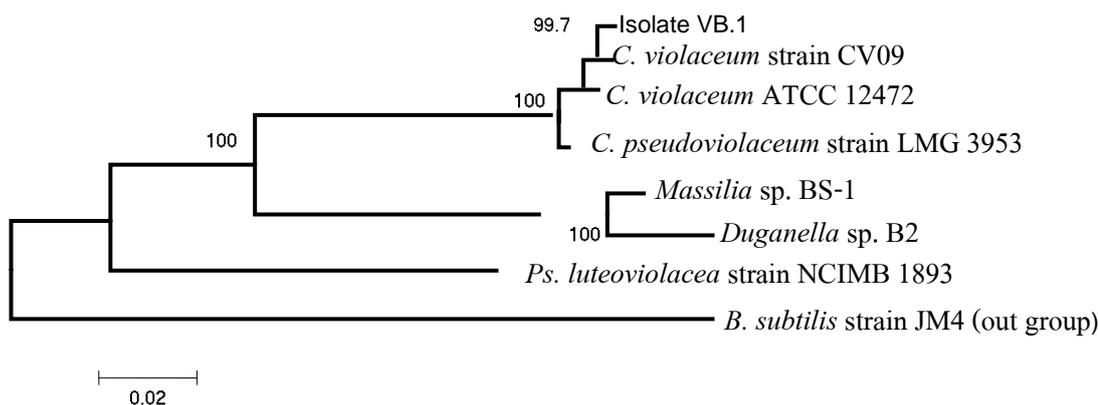 99.7
Isolate VB.1
C. violaceum strain CV09
100
C. violaceum ATCC 12472
100
C. pseudoviolaceum strain LMG 3953
Massilia sp. BS-1
100
Duganella sp. B2
Ps. luteoviolacea strain NCIMB 1893
B. subtilis strain JM4 (out group)
0.02